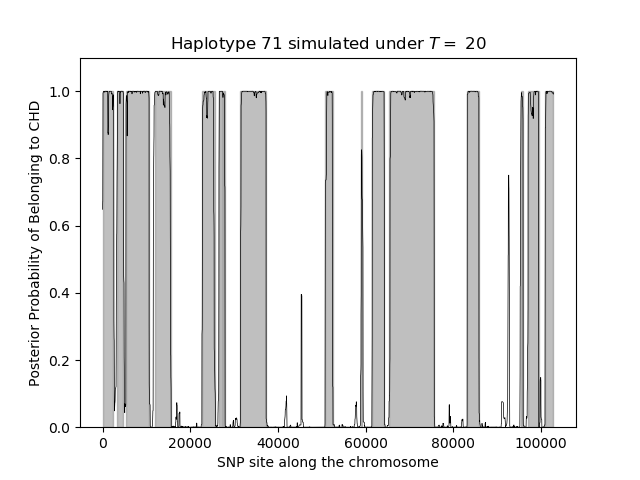 Haplotype 71 simulated under T = 20
Posterior Probability of Belonging to CHD
1.0
0.8
0.6
0.4
0.2
0.0
0 20000 40000 60000 80000 100000
SNP site along the chromosome